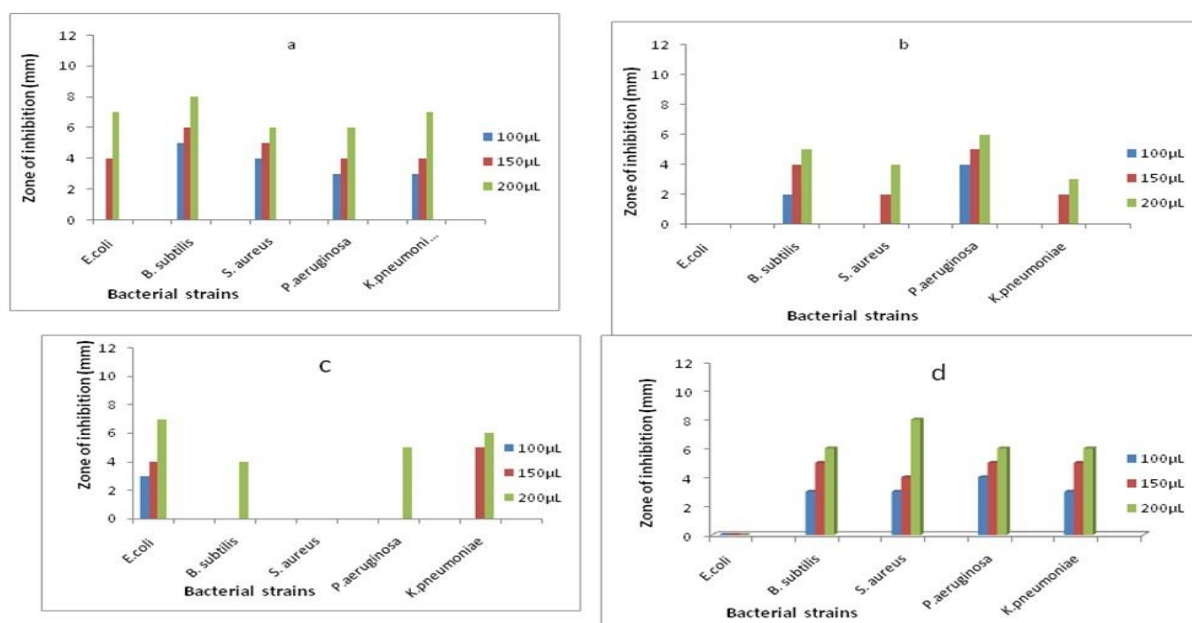 a
Zone of inhibition (mm)
12
10
8
6
4
2
0
E.coli
B. subtilis
S. aureus
P.aeruginosa
K.pneumoni...
Bacterial strains
100µL
150µL
200µL
b
Zone of inhibition (mm)
12
10
8
6
4
2
0
E.coli
B. subtilis
S. aureus
P.aeruginosa
K.pneumoniae
Bacterial strains
100µL
150µL
200µL
c
Zone of inhibition (mm)
12
10
8
6
4
2
0
E.coli
B. subtilis
S. aureus
P.aeruginosa
K.pneumoniae
Bacterial strains
100µL
150µL
200µL
d
Zone of inhibition (mm)
12
10
8
6
4
2
0
E.coli
B. subtilis
S. aureus
P.aeruginosa
K.pneumoniae
Bacterial strains
100µL
150µL
200µL